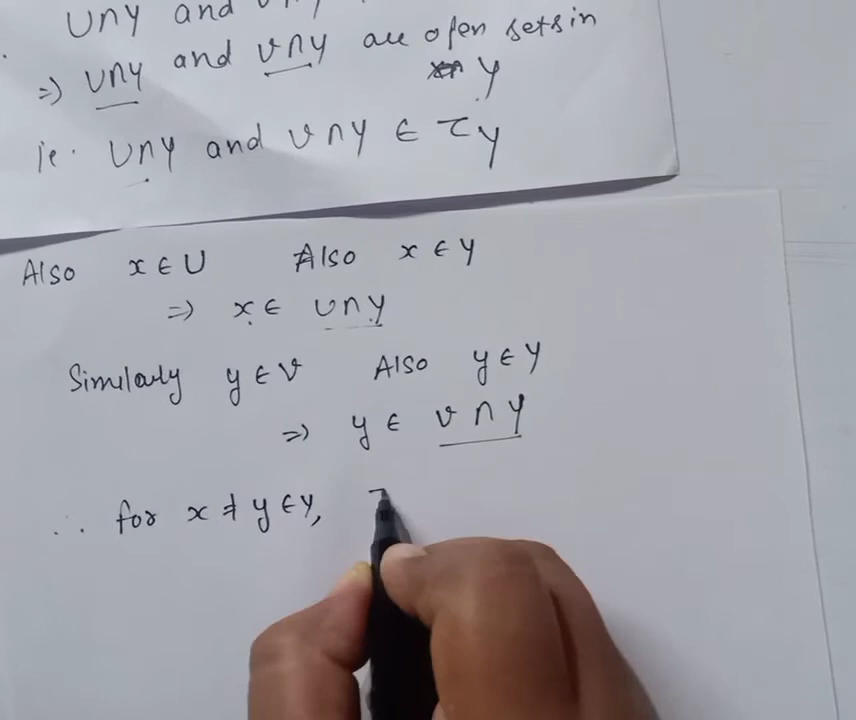 U∩Y and
⇒ U∩Y and V∩Y are open sets in
Y
ie. U∩Y and V∩Y ∈ τY
Also x∈U Also x∈Y
⇒ x∈ U∩Y
Similarly y∈V Also y∈Y
⇒ y∈ V∩Y
∴ for x≠y∈Y,